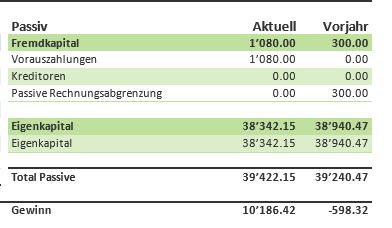 Passiv Aktuell Vorjahr
Fremdkapital 1’080.00 300.00
Vorauszahlungen 1’080.00 0.00
Kreditoren 0.00 0.00
Passive Rechnungsabgrenzung 0.00 300.00
Eigenkapital 38’342.15 38’940.47
Eigenkapital 38’342.15 38’940.47
Total Passive 39’422.15 39’240.47
Gewinn 10’186.42 -598.32